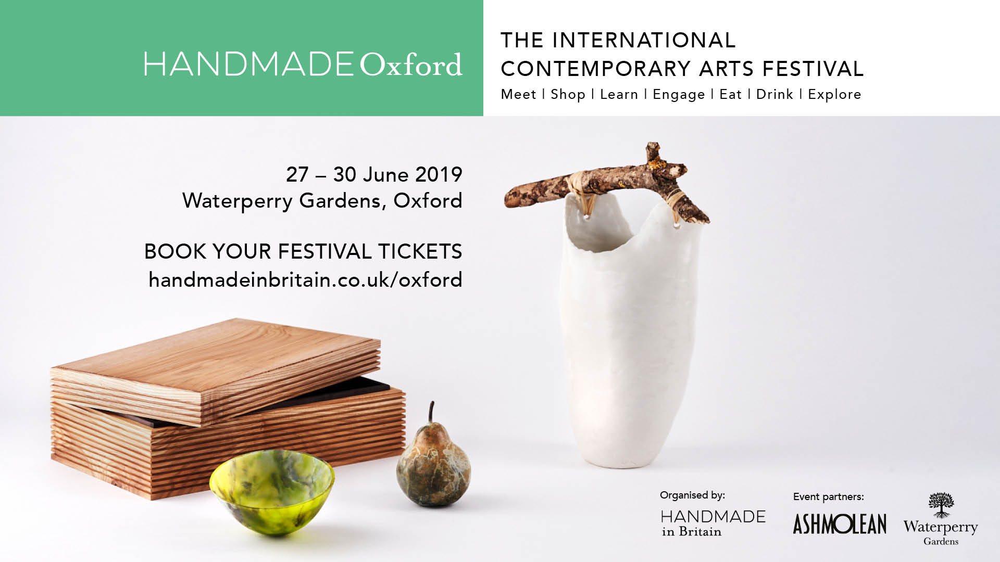 HANDMADE Oxford
THE INTERNATIONAL
CONTEMPORARY ARTS FESTIVAL
Meet | Shop | Learn | Engage | Eat | Drink | Explore
27 – 30 June 2019
Waterperry Gardens, Oxford
BOOK YOUR FESTIVAL TICKETS
handmadeinbritain.co.uk/oxford
Organised by:
HANDMADE
in Britain
Event partners:
ASHMOLEAN
Waterperry
Gardens